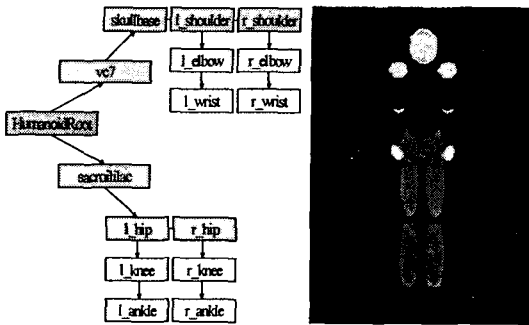 skullbase l_shoulder r_shoulder
l_elbow r_elbow
vc7
l_wrist r_wrist
HumanoidRoot
sacroiliac
l_hip r_hip
l_knee r_knee
l_ankle r_ankle